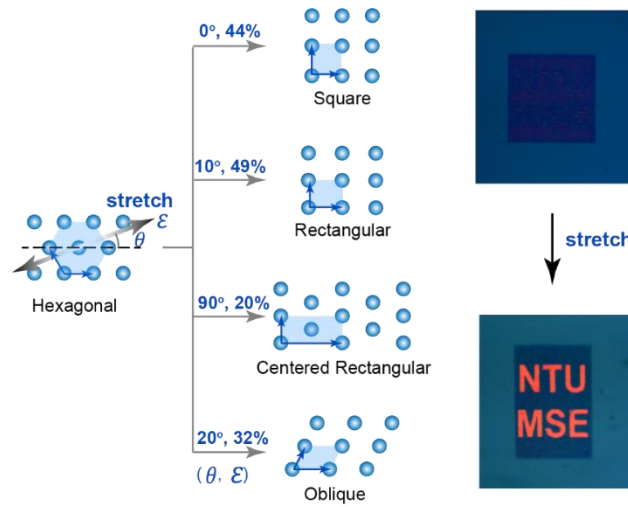 0°, 44%
Square
10°, 49%
Rectangular
stretch
ε
θ
Hexagonal
90°, 20%
Centered Rectangular
20°, 32%
(θ, ε)
Oblique
stretch
NTU
MSE